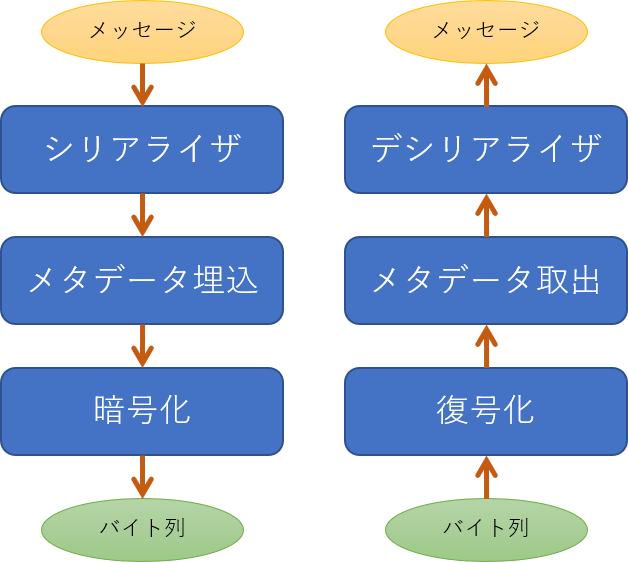 メッセージ
シリアライザ
メタデータ埋込
暗号化
バイト列
メッセージ
デシリアライザ
メタデータ取出
復号化
バイト列